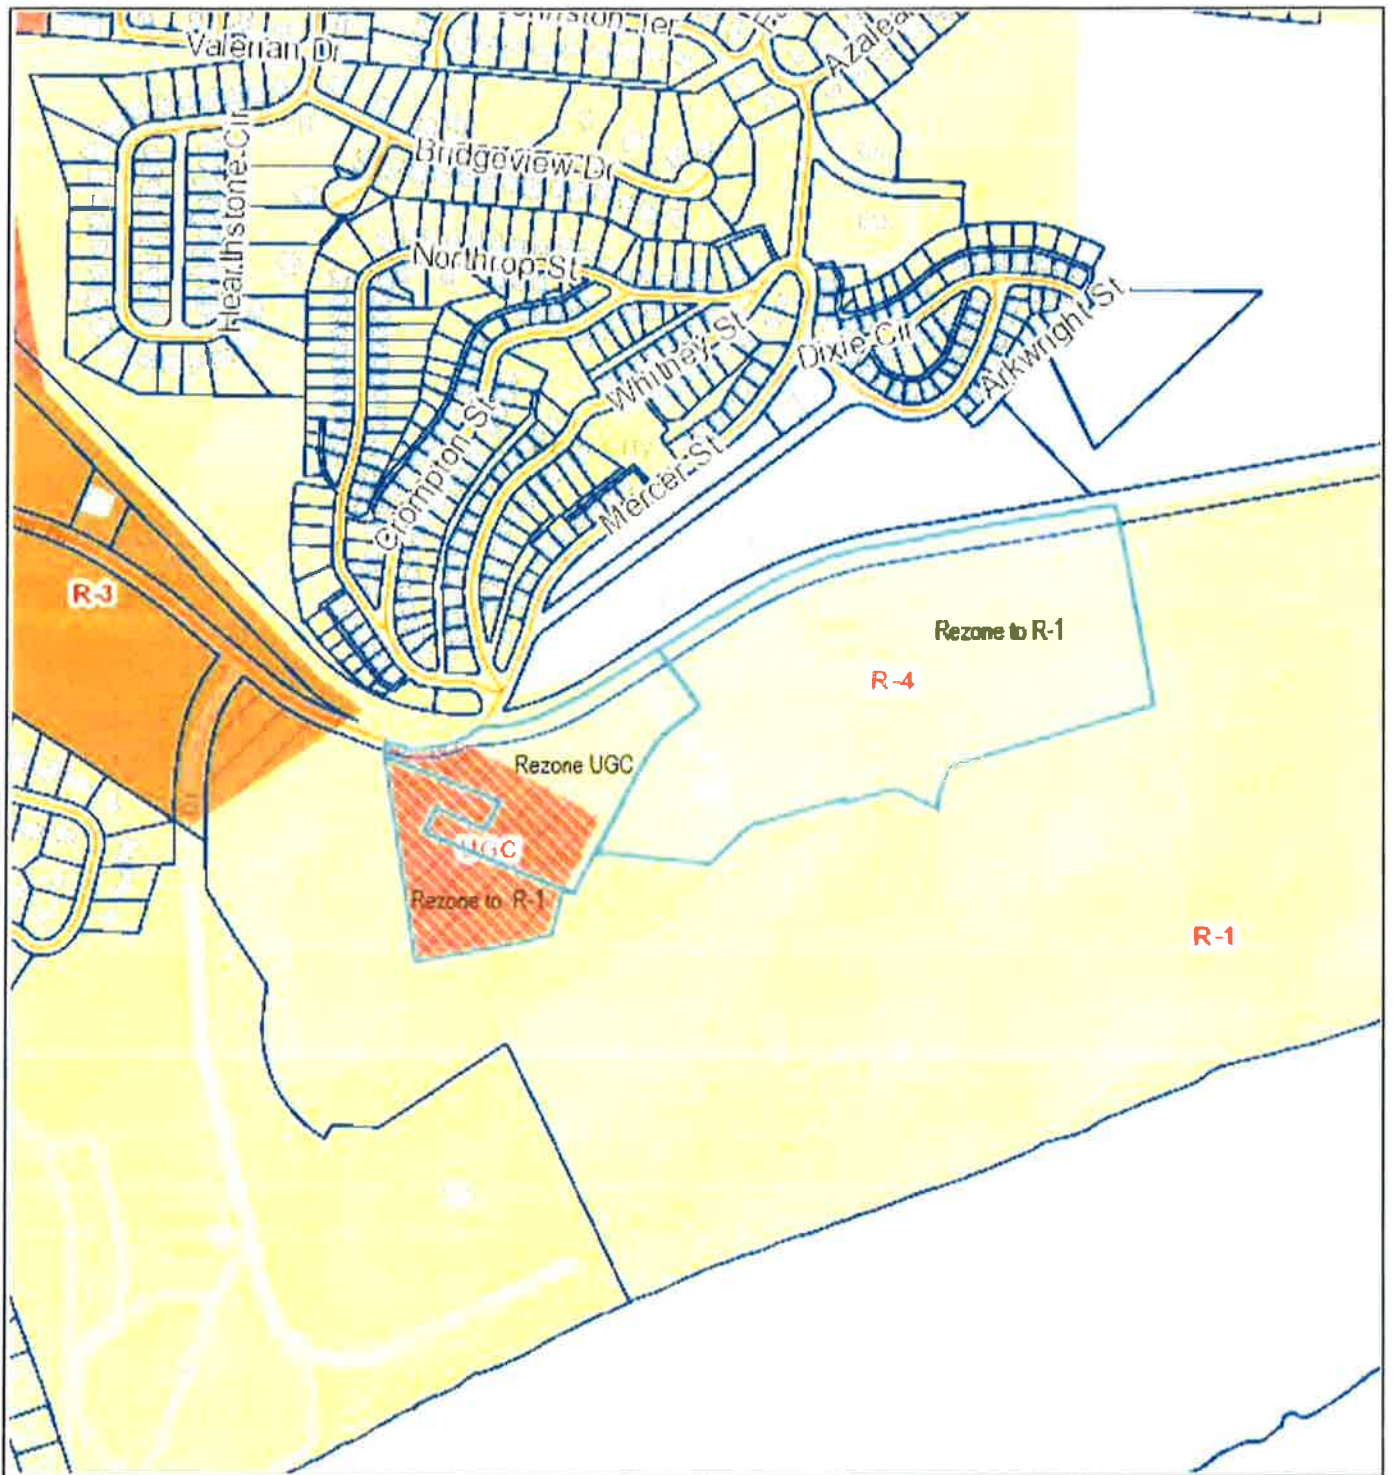 Valerian Dr
Azalea
Hearthstone Cir
Bridgeview Dr
Northrop St
Whitney St
Dixie Cir
Arkwright St
Crompton St
Mercer St
R-3
Rezone to R-1
R-4
Rezone UGC
UGC
Rezone to R-1
R-1
Dr